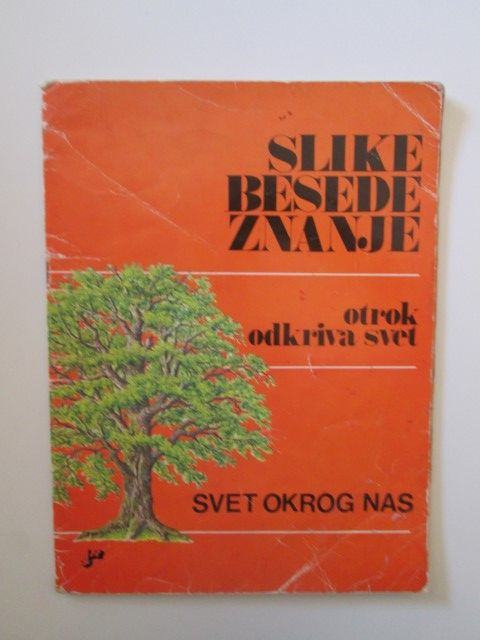 SLIKE
BESEDE
ZNANJE
otrok
odkriva svet
SVET OKROG NAS